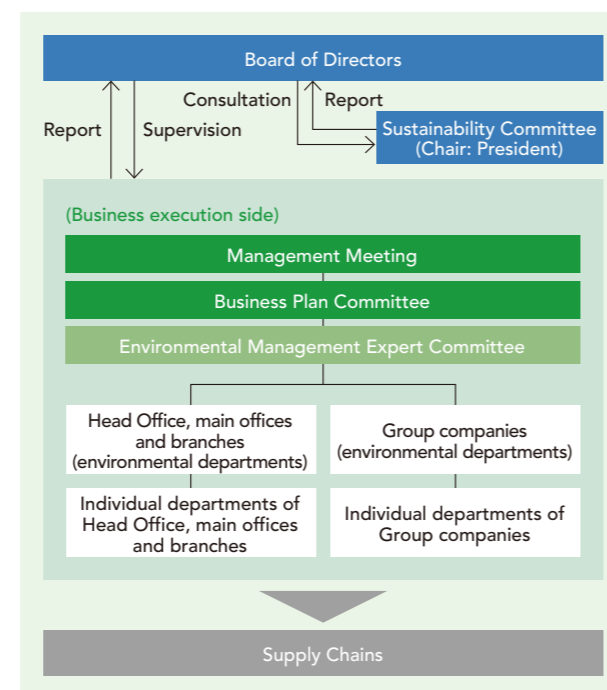 Board of Directors
Consultation
Report
Report
Supervision
Sustainability Committee
(Chair: President)
(Business execution side)
Management Meeting
Business Plan Committee
Environmental Management Expert Committee
Head Office, main offices
and branches
(environmental departments)
Group companies
(environmental departments)
Individual departments of
Head Office, main offices
and branches
Individual departments of
Group companies
Supply Chains